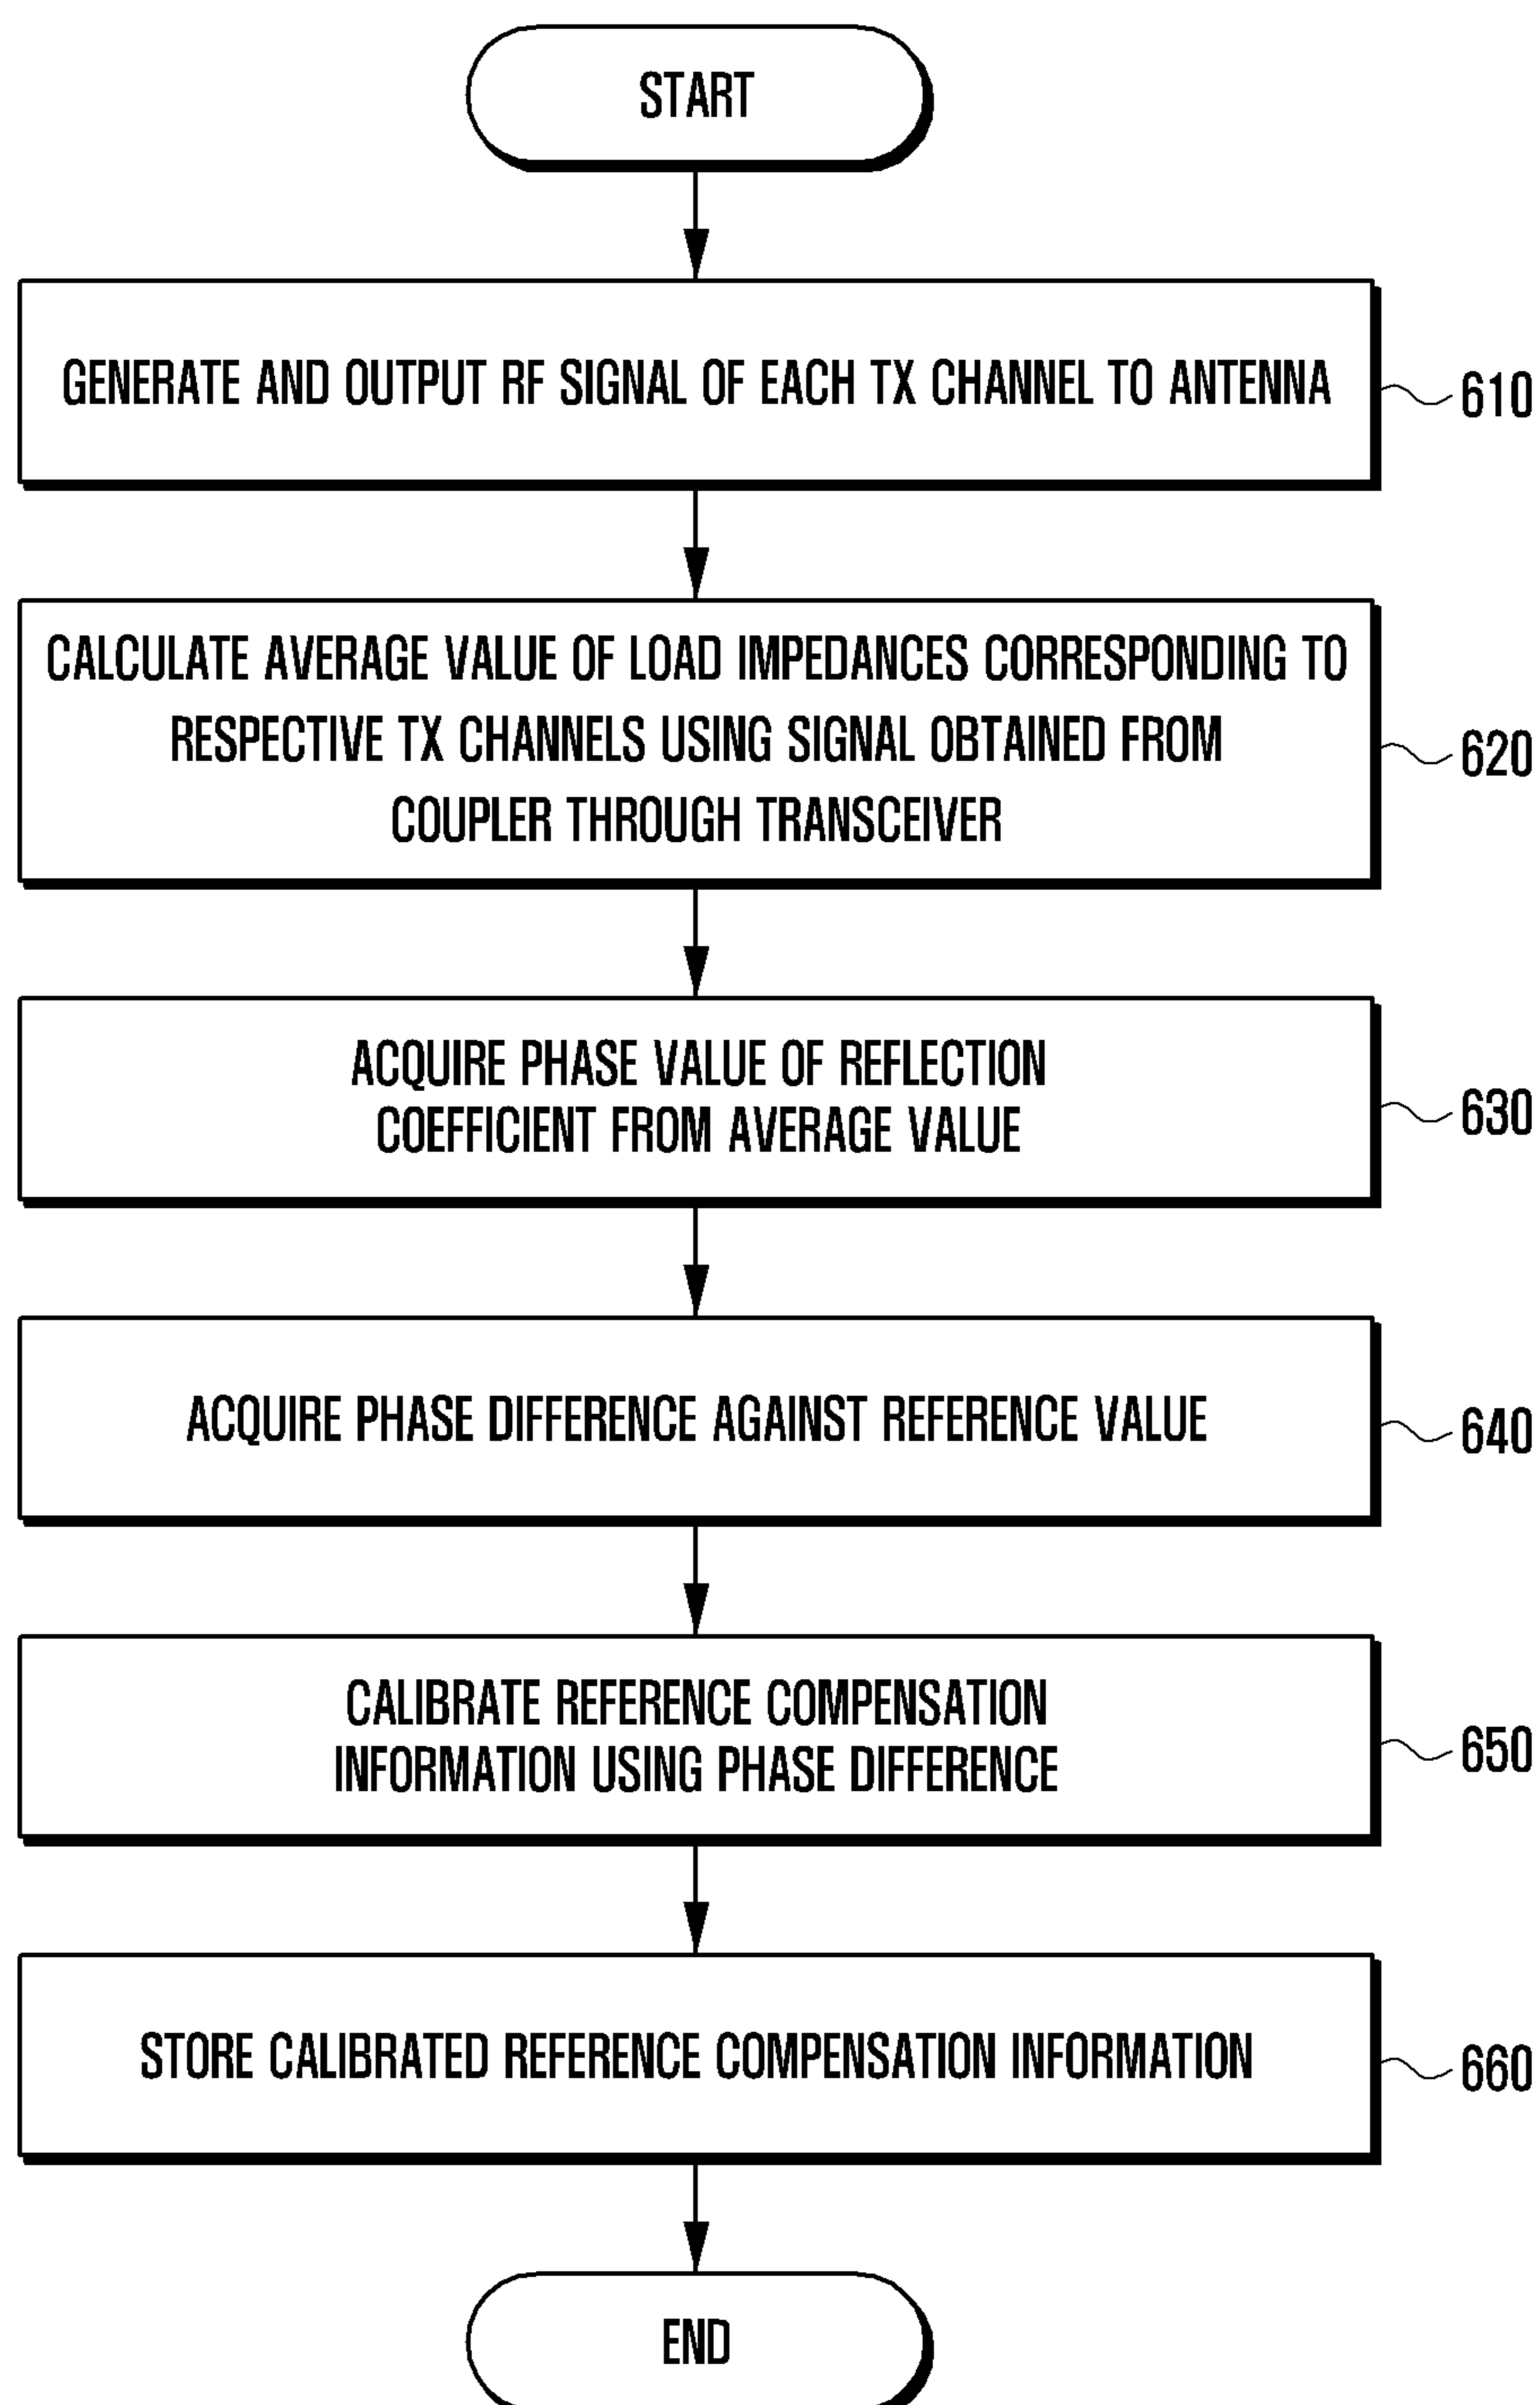 START
GENERATE AND OUTPUT RF SIGNAL OF EACH TX CHANNEL TO ANTENNA
610
CALCULATE AVERAGE VALUE OF LOAD IMPEDANCES CORRESPONDING TO
RESPECTIVE TX CHANNELS USING SIGNAL OBTAINED FROM
COUPLER THROUGH TRANSCEIVER
620
ACQUIRE PHASE VALUE OF REFLECTION
COEFFICIENT FROM AVERAGE VALUE
630
ACQUIRE PHASE DIFFERENCE AGAINST REFERENCE VALUE
640
CALIBRATE REFERENCE COMPENSATION
INFORMATION USING PHASE DIFFERENCE
650
STORE CALIBRATED REFERENCE COMPENSATION INFORMATION
660
END